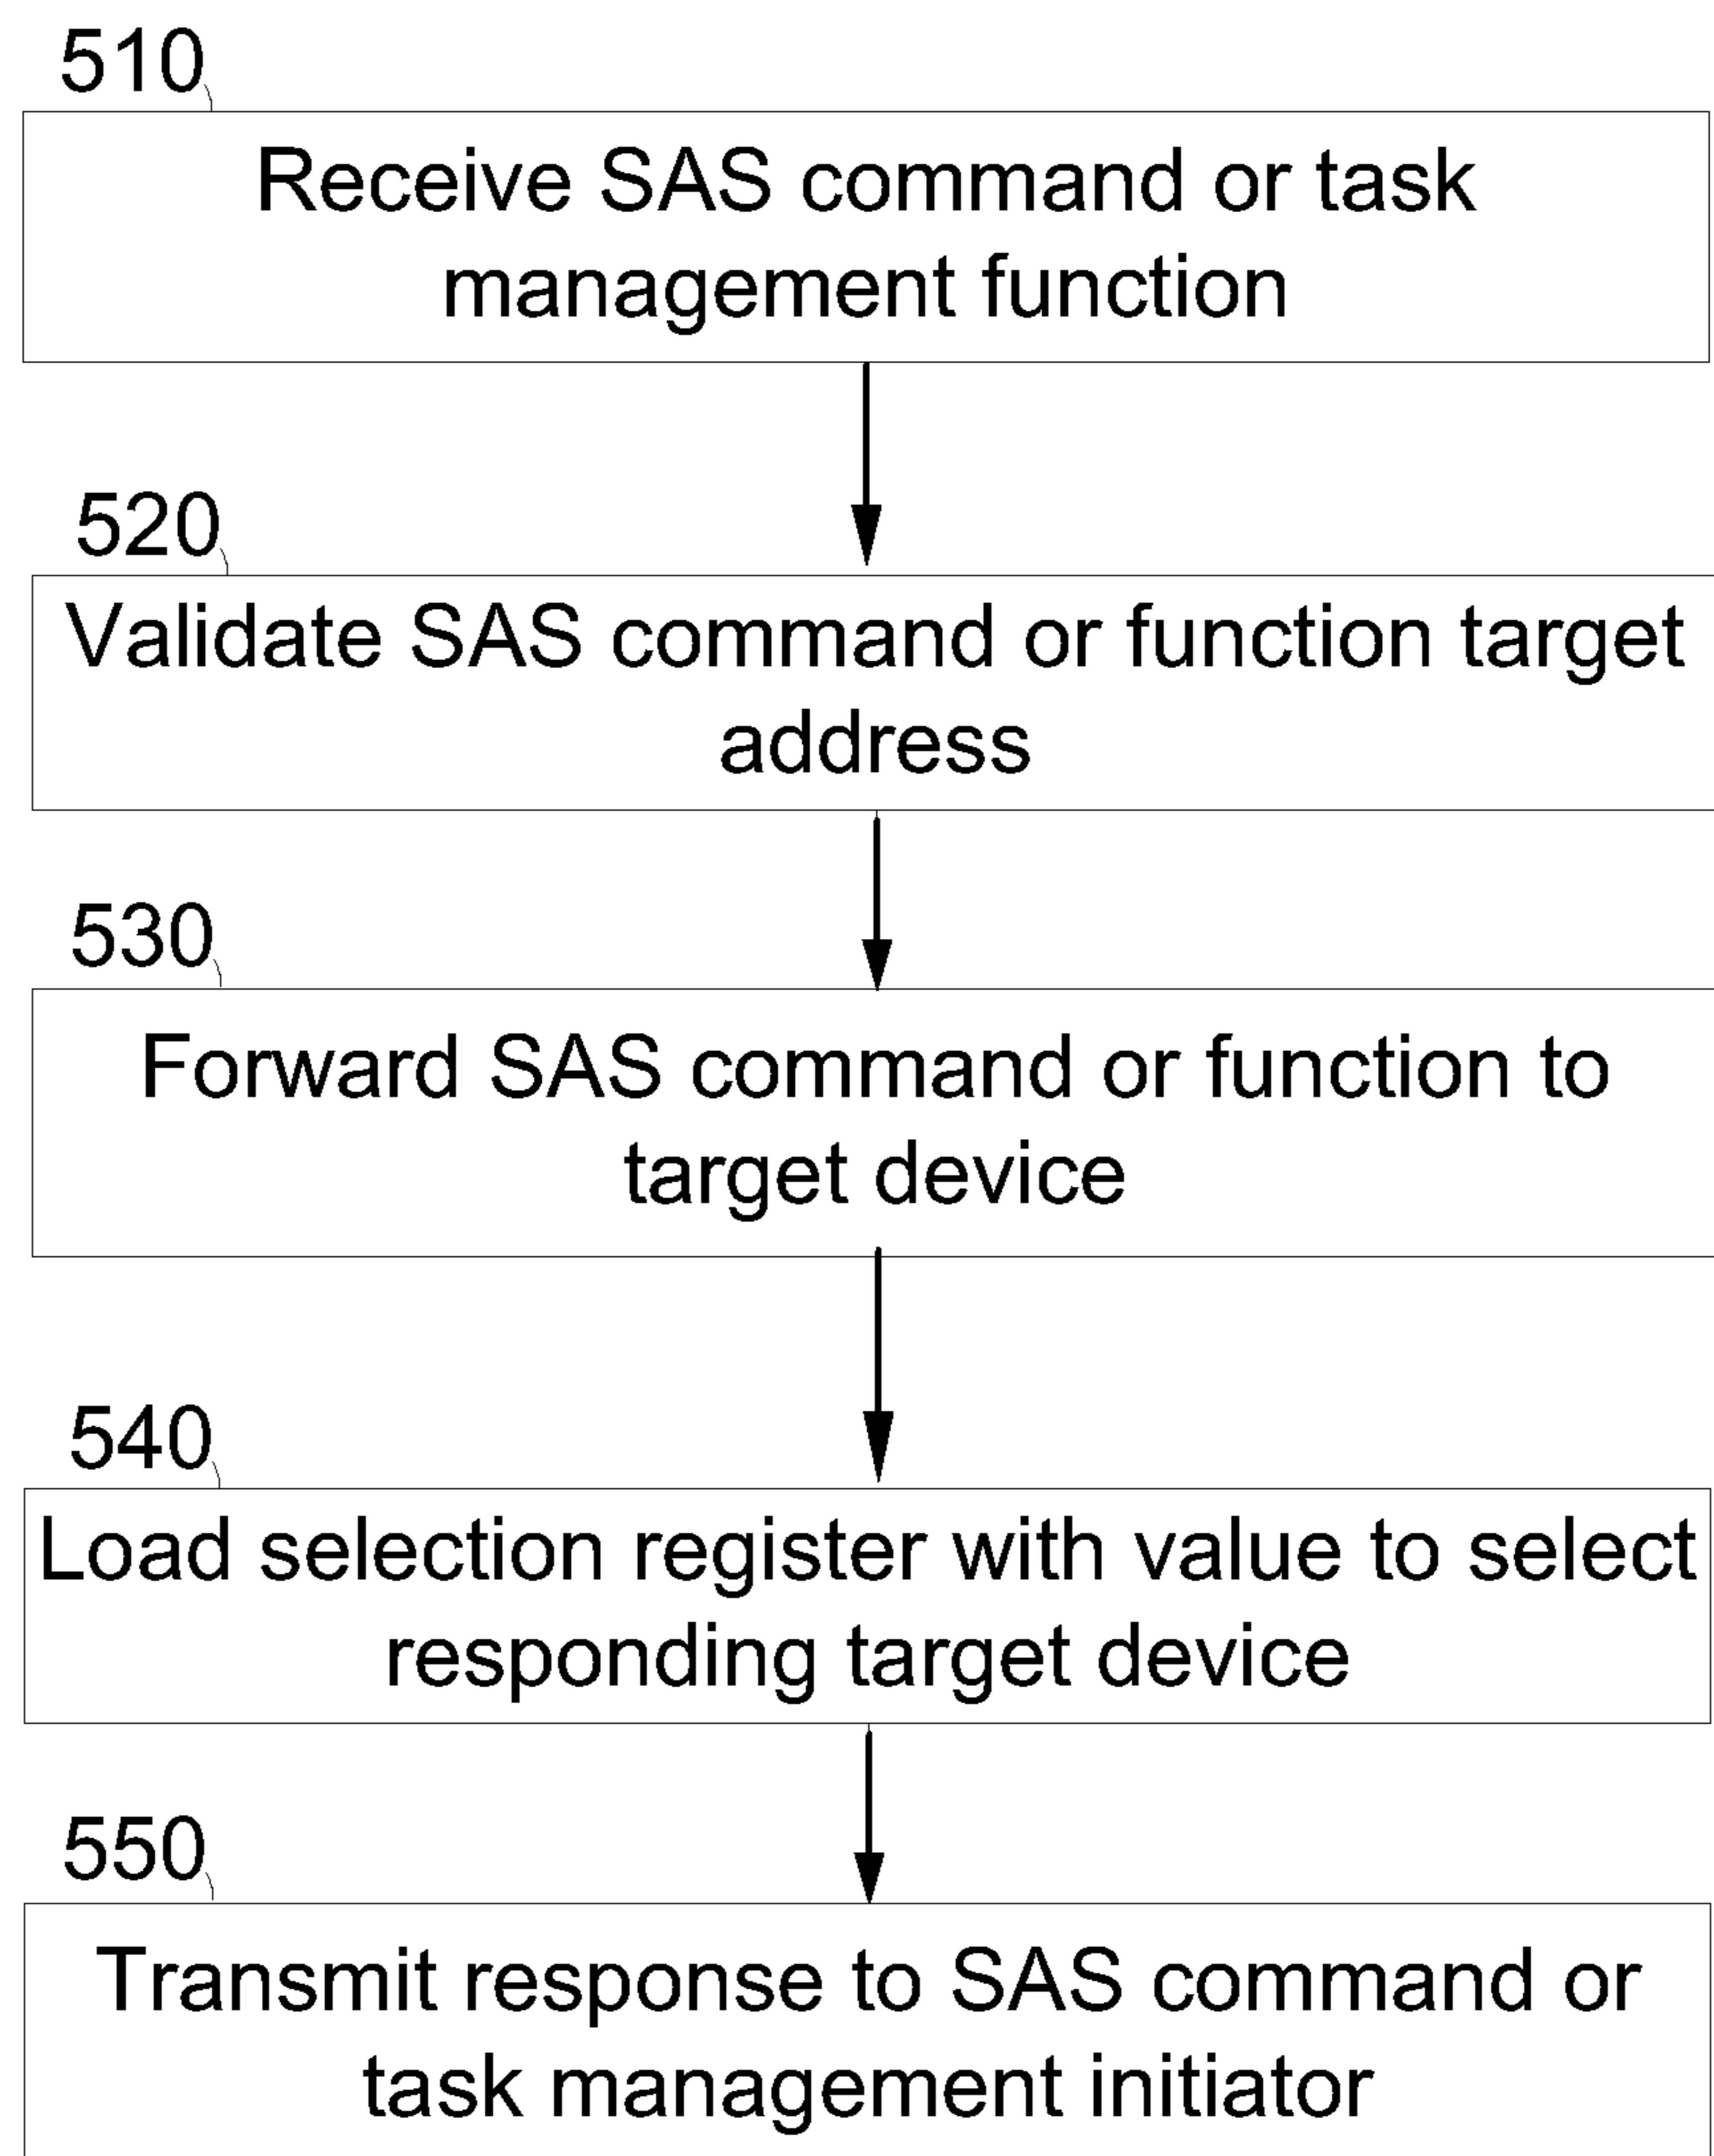 510
Receive SAS command or task
management function
520
Validate SAS command or function target
address
530
Forward SAS command or function to
target device
540
Load selection register with value to select
responding target device
550
Transmit response to SAS command or
task management initiator